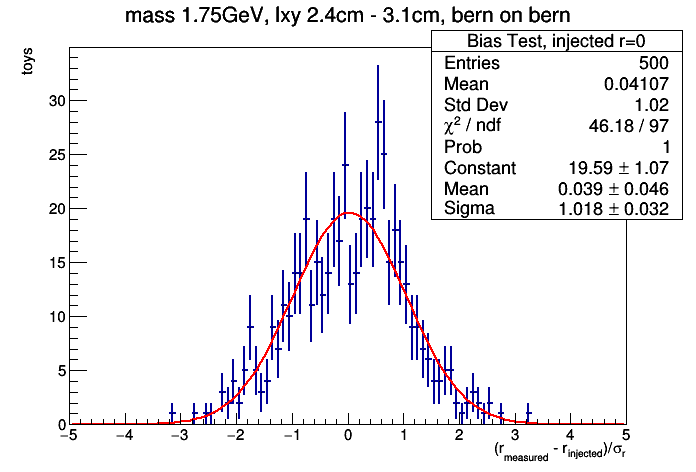 mass 1.75GeV, lxy 2.4cm - 3.1cm, bern on bern
Bias Test, injected r=0
Entries 500
Mean 0.04107
Std Dev 1.02
χ² / ndf 46.18 / 97
Prob 1
Constant 19.59 ± 1.07
Mean 0.039 ± 0.046
Sigma 1.018 ± 0.032
toys
30
25
20
15
10
5
0
−5 −4 −3 −2 −1 0 1 2 3 4 5
(r_measured - r_injected)/σ_r